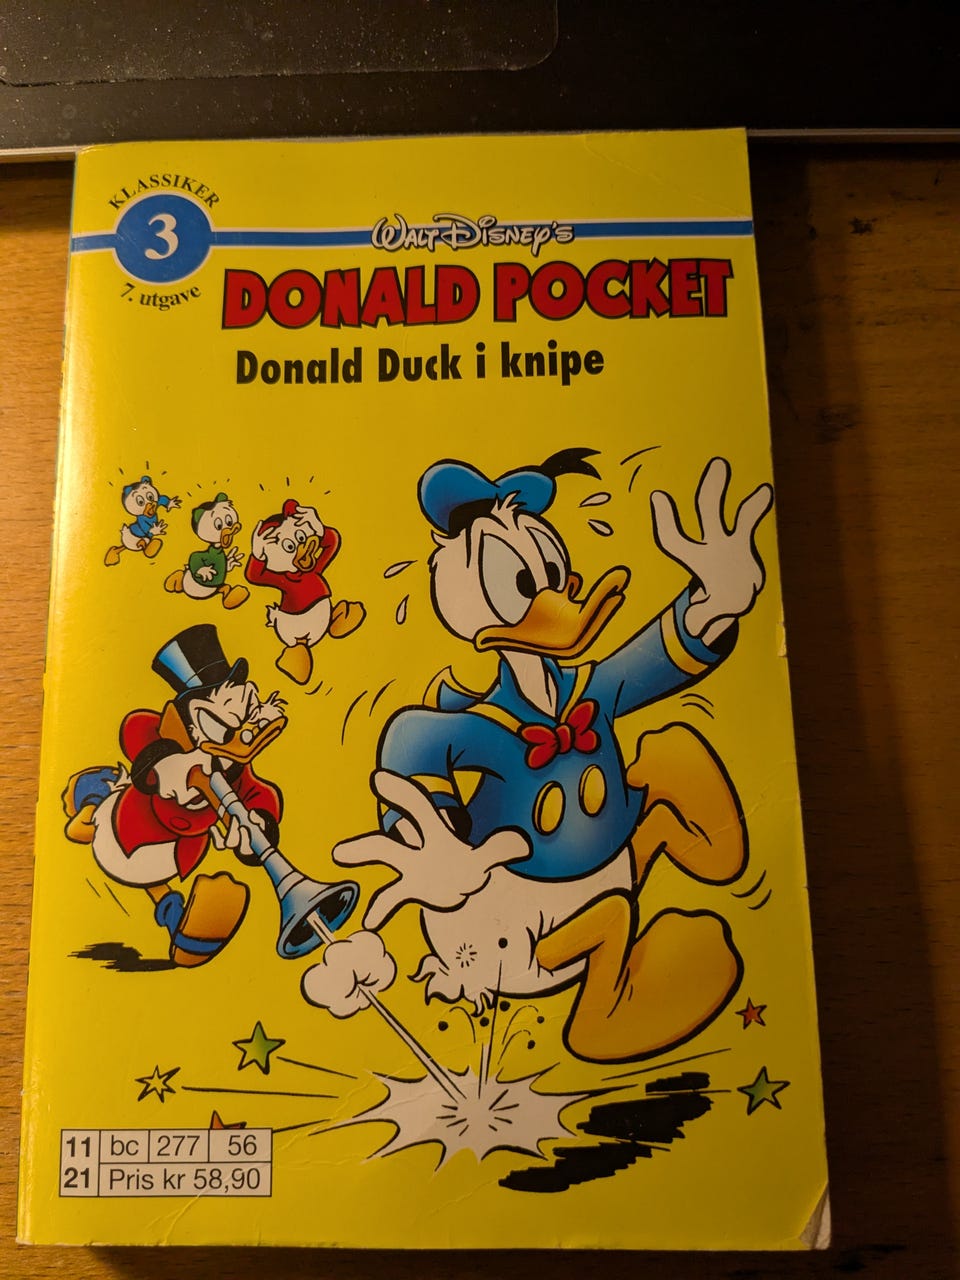 KLASSIKER
3
7. utgave
WALT DISNEY'S
DONALD POCKET
Donald Duck i knipe
11 bc 277 56
21 Pris kr 58,90